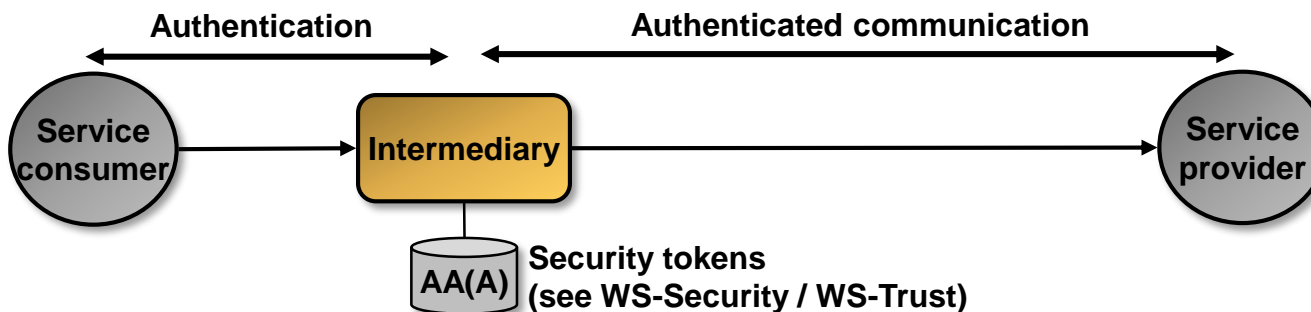 Authentication
Authenticated communication
Service
consumer
Intermediary
Service
provider
AA(A)
Security tokens
(see WS-Security / WS-Trust)